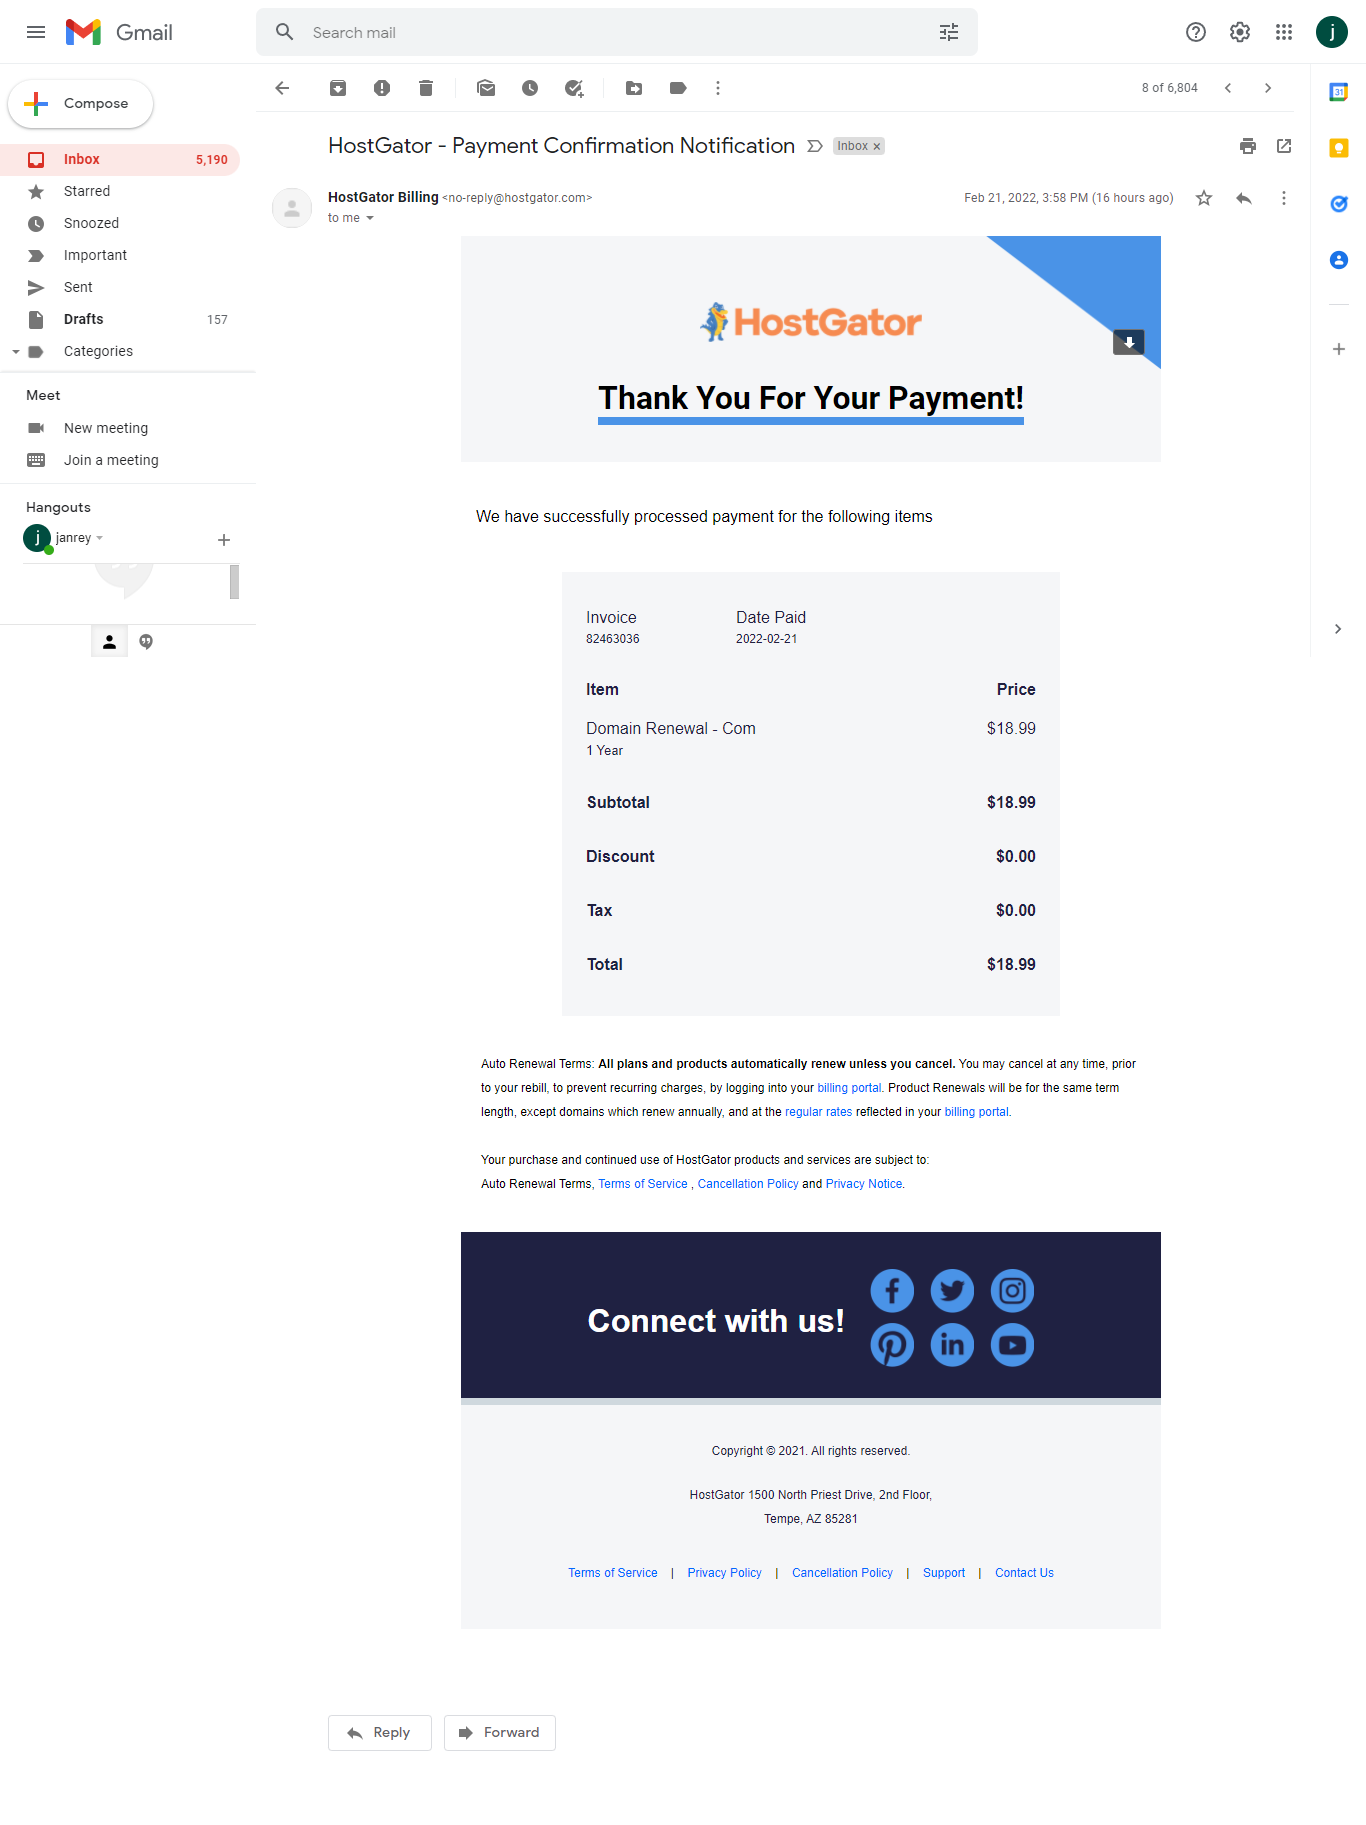 Gmail
Search mail
j
Compose
8 of 6,804
31
HostGator - Payment Confirmation Notification
Inbox ×
Inbox 5,190
Starred
Snoozed
Important
Sent
Drafts 157
Categories
Meet
New meeting
Join a meeting
Hangouts
j janrey
HostGator Billing <no-reply@hostgator.com>
Feb 21, 2022, 3:58 PM (16 hours ago)
to me
HostGator
Thank You For Your Payment!
We have successfully processed payment for the following items
Invoice Date Paid
82463036 2022-02-21
Item Price
Domain Renewal - Com $18.99
1 Year
Subtotal $18.99
Discount $0.00
Tax $0.00
Total $18.99
Auto Renewal Terms: All plans and products automatically renew unless you cancel. You may cancel at any time, prior
to your rebill, to prevent recurring charges, by logging into your billing portal. Product Renewals will be for the same term
length, except domains which renew annually, and at the regular rates reflected in your billing portal.
Your purchase and continued use of HostGator products and services are subject to:
Auto Renewal Terms, Terms of Service , Cancellation Policy and Privacy Notice.
Connect with us!
Copyright © 2021. All rights reserved.
HostGator 1500 North Priest Drive, 2nd Floor,
Tempe, AZ 85281
Terms of Service | Privacy Policy | Cancellation Policy | Support | Contact Us
Reply
Forward